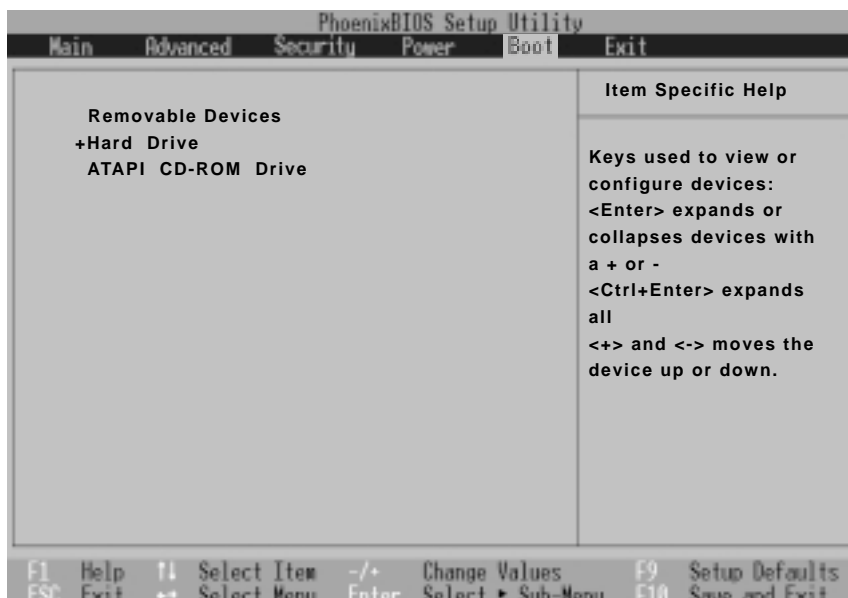 PhoenixBIOS Setup Utility
Main Advanced Security Power Boot Exit
Removable Devices
+Hard Drive
ATAPI CD-ROM Drive
Item Specific Help
Keys used to view or
configure devices:
<Enter> expands or
collapses devices with
a + or -
<Ctrl+Enter> expands
all
<+> and <-> moves the
device up or down.
F1 Help ↑↓ Select Item -/+ Change Values F9 Setup Defaults
ESC Exit ←→ Select Menu Enter Select ▶ Sub-Menu F10 Save and Exit